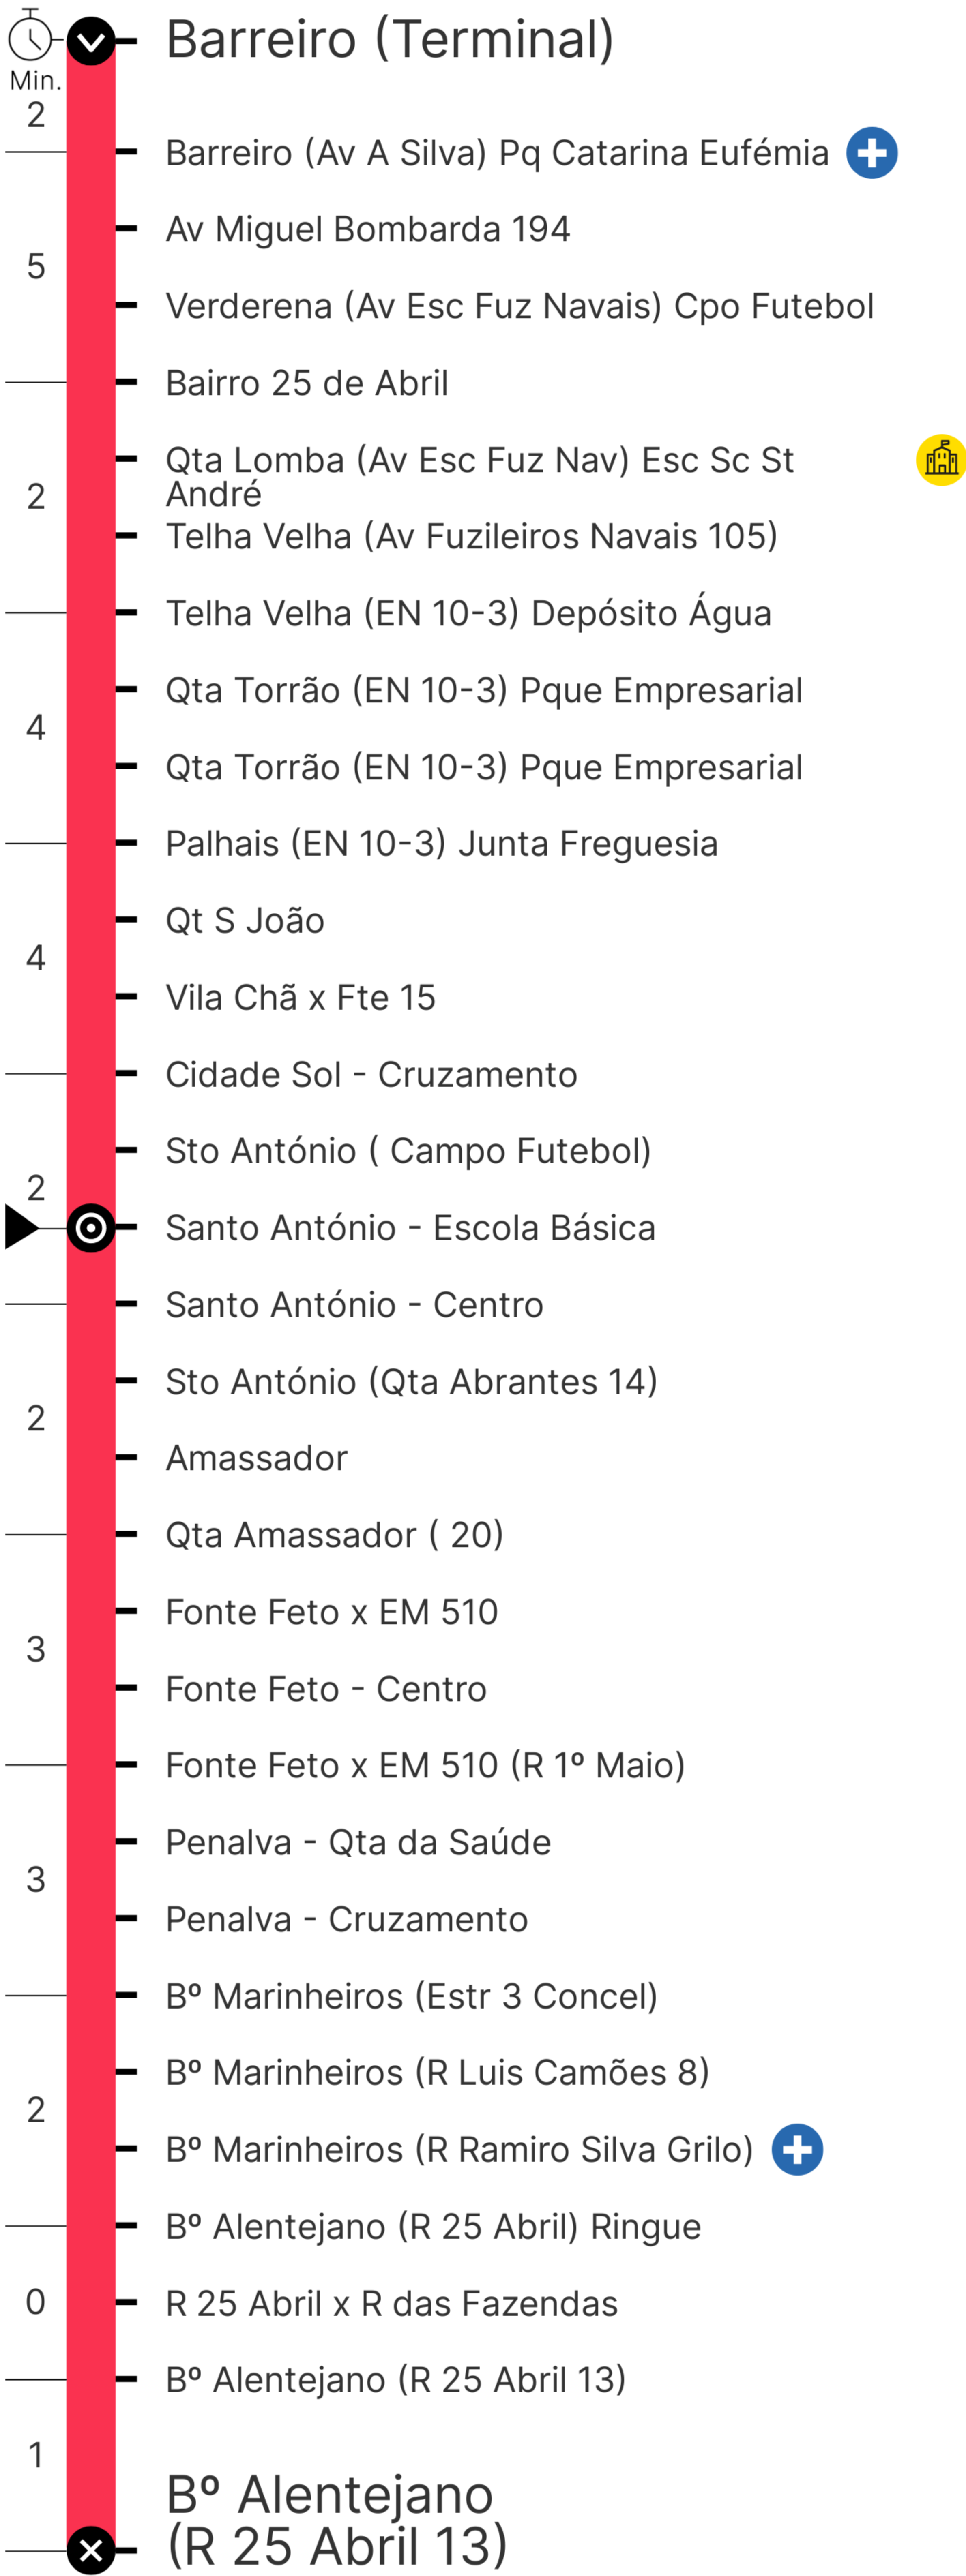 Barreiro (Terminal)
Min.
2
Barreiro (Av A Silva) Pq Catarina Eufémia
Av Miguel Bombarda 194
5
Verderena (Av Esc Fuz Navais) Cpo Futebol
Bairro 25 de Abril
Qta Lomba (Av Esc Fuz Nav) Esc Sc St
André
2
Telha Velha (Av Fuzileiros Navais 105)
Telha Velha (EN 10-3) Depósito Água
Qta Torrão (EN 10-3) Pque Empresarial
4
Qta Torrão (EN 10-3) Pque Empresarial
Palhais (EN 10-3) Junta Freguesia
Qt S João
4
Vila Chã x Fte 15
Cidade Sol - Cruzamento
Sto António ( Campo Futebol)
2
Santo António - Escola Básica
Santo António - Centro
Sto António (Qta Abrantes 14)
2
Amassador
Qta Amassador ( 20)
Fonte Feto x EM 510
3
Fonte Feto - Centro
Fonte Feto x EM 510 (R 1º Maio)
Penalva - Qta da Saúde
3
Penalva - Cruzamento
Bº Marinheiros (Estr 3 Concel)
Bº Marinheiros (R Luis Camões 8)
2
Bº Marinheiros (R Ramiro Silva Grilo)
Bº Alentejano (R 25 Abril) Ringue
0
R 25 Abril x R das Fazendas
Bº Alentejano (R 25 Abril 13)
1
Bº Alentejano
(R 25 Abril 13)